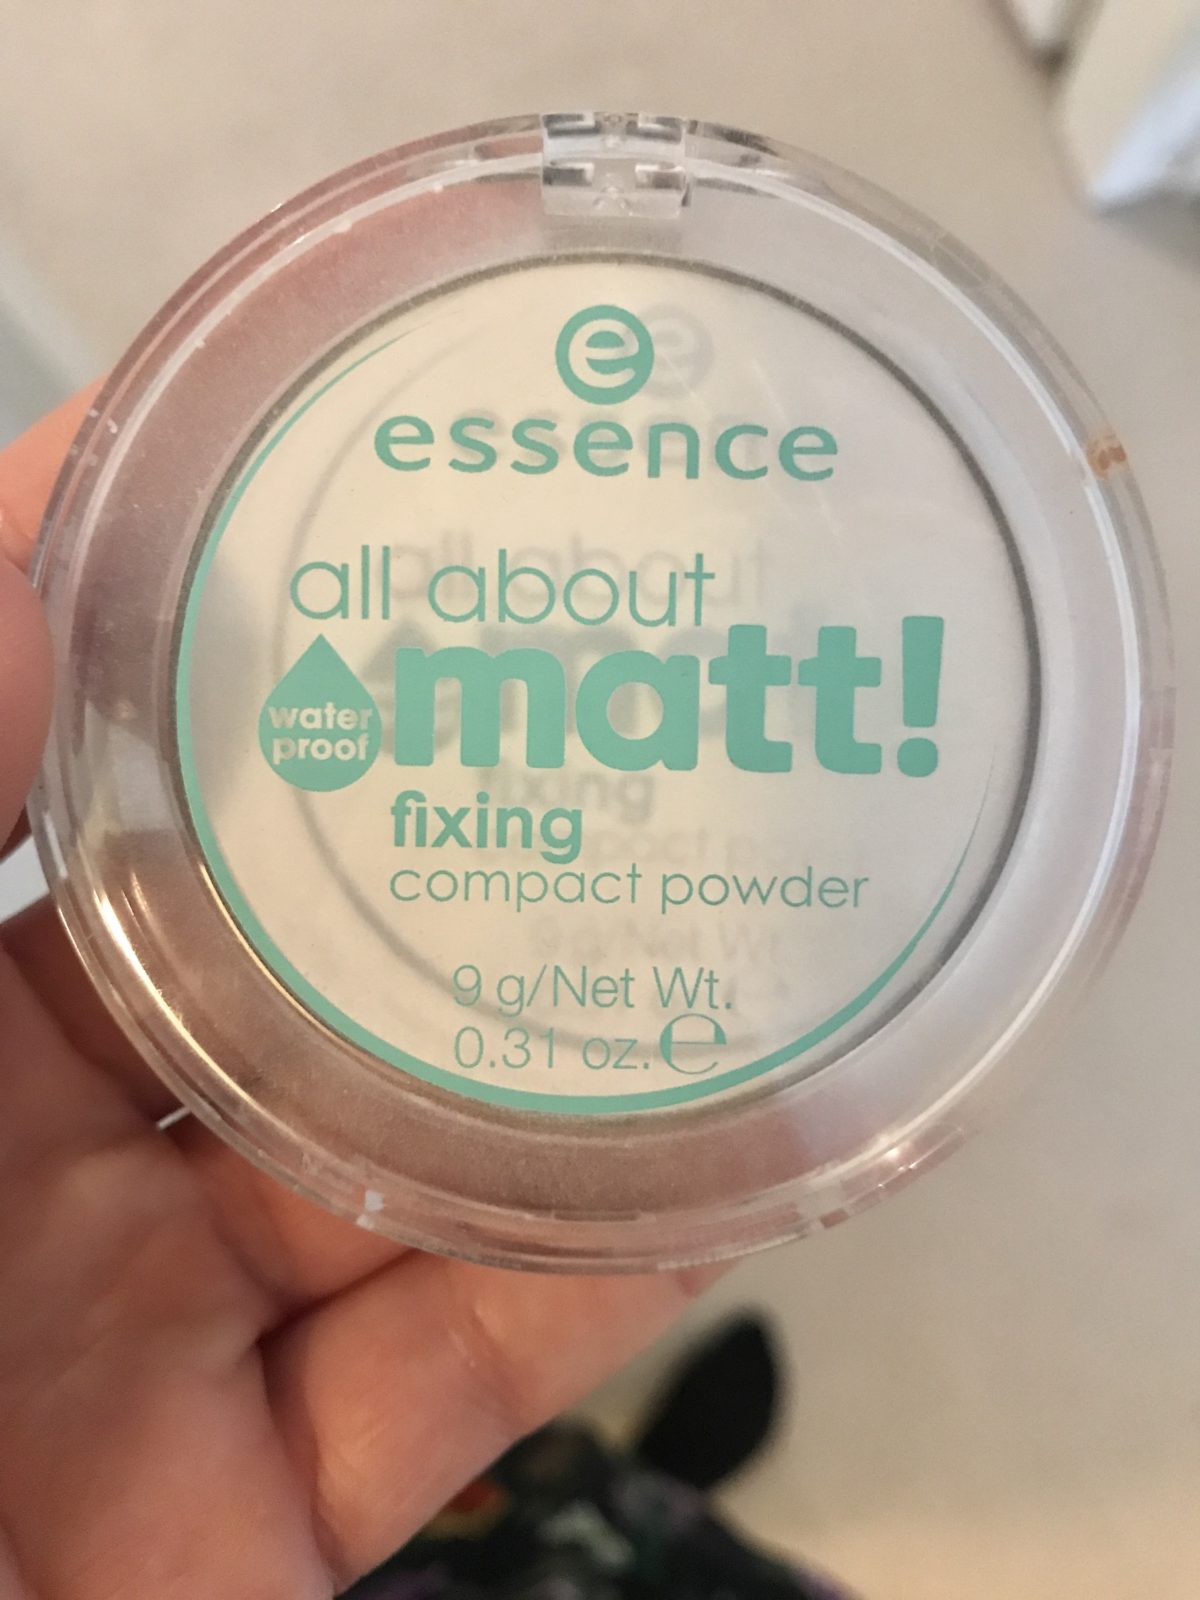 e
essence
all about
matt!
water
proof
fixing
compact powder
9 g/Net Wt.
0.31 oz. ℮